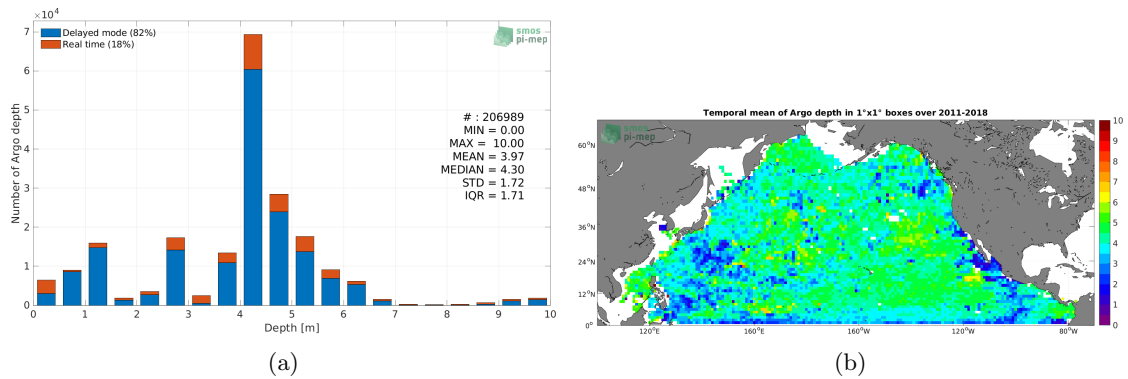 ×10⁴
Delayed mode (82%)
Real time (18%)
smos
pi-mep
7
6
5
4
3
2
1
0
Number of Argo depth
# : 206989
MIN = 0.00
MAX = 10.00
MEAN = 3.97
MEDIAN = 4.30
STD = 1.72
IQR = 1.71
0 1 2 3 4 5 6 7 8 9 10
Depth [m]
(a)
Temporal mean of Argo depth in 1°x1° boxes over 2011-2018
smos
pi-mep
60°N
48°N
36°N
24°N
12°N
0°
120°E 160°E 160°W 120°W 80°W
10
9
8
7
6
5
4
3
2
1
0
(b)